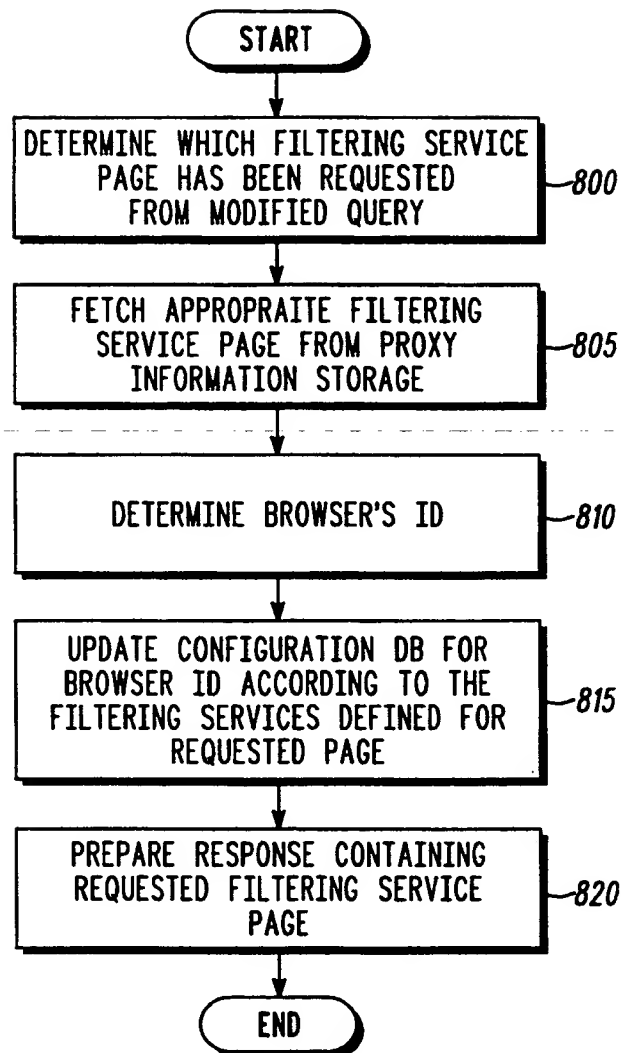 START
DETERMINE WHICH FILTERING SERVICE
PAGE HAS BEEN REQUESTED
FROM MODIFIED QUERY
800
FETCH APPROPRAITE FILTERING
SERVICE PAGE FROM PROXY
INFORMATION STORAGE
805
DETERMINE BROWSER'S ID
810
UPDATE CONFIGURATION DB FOR
BROWSER ID ACCORDING TO THE
FILTERING SERVICES DEFINED FOR
REQUESTED PAGE
815
PREPARE RESPONSE CONTAINING
REQUESTED FILTERING SERVICE
PAGE
820
END